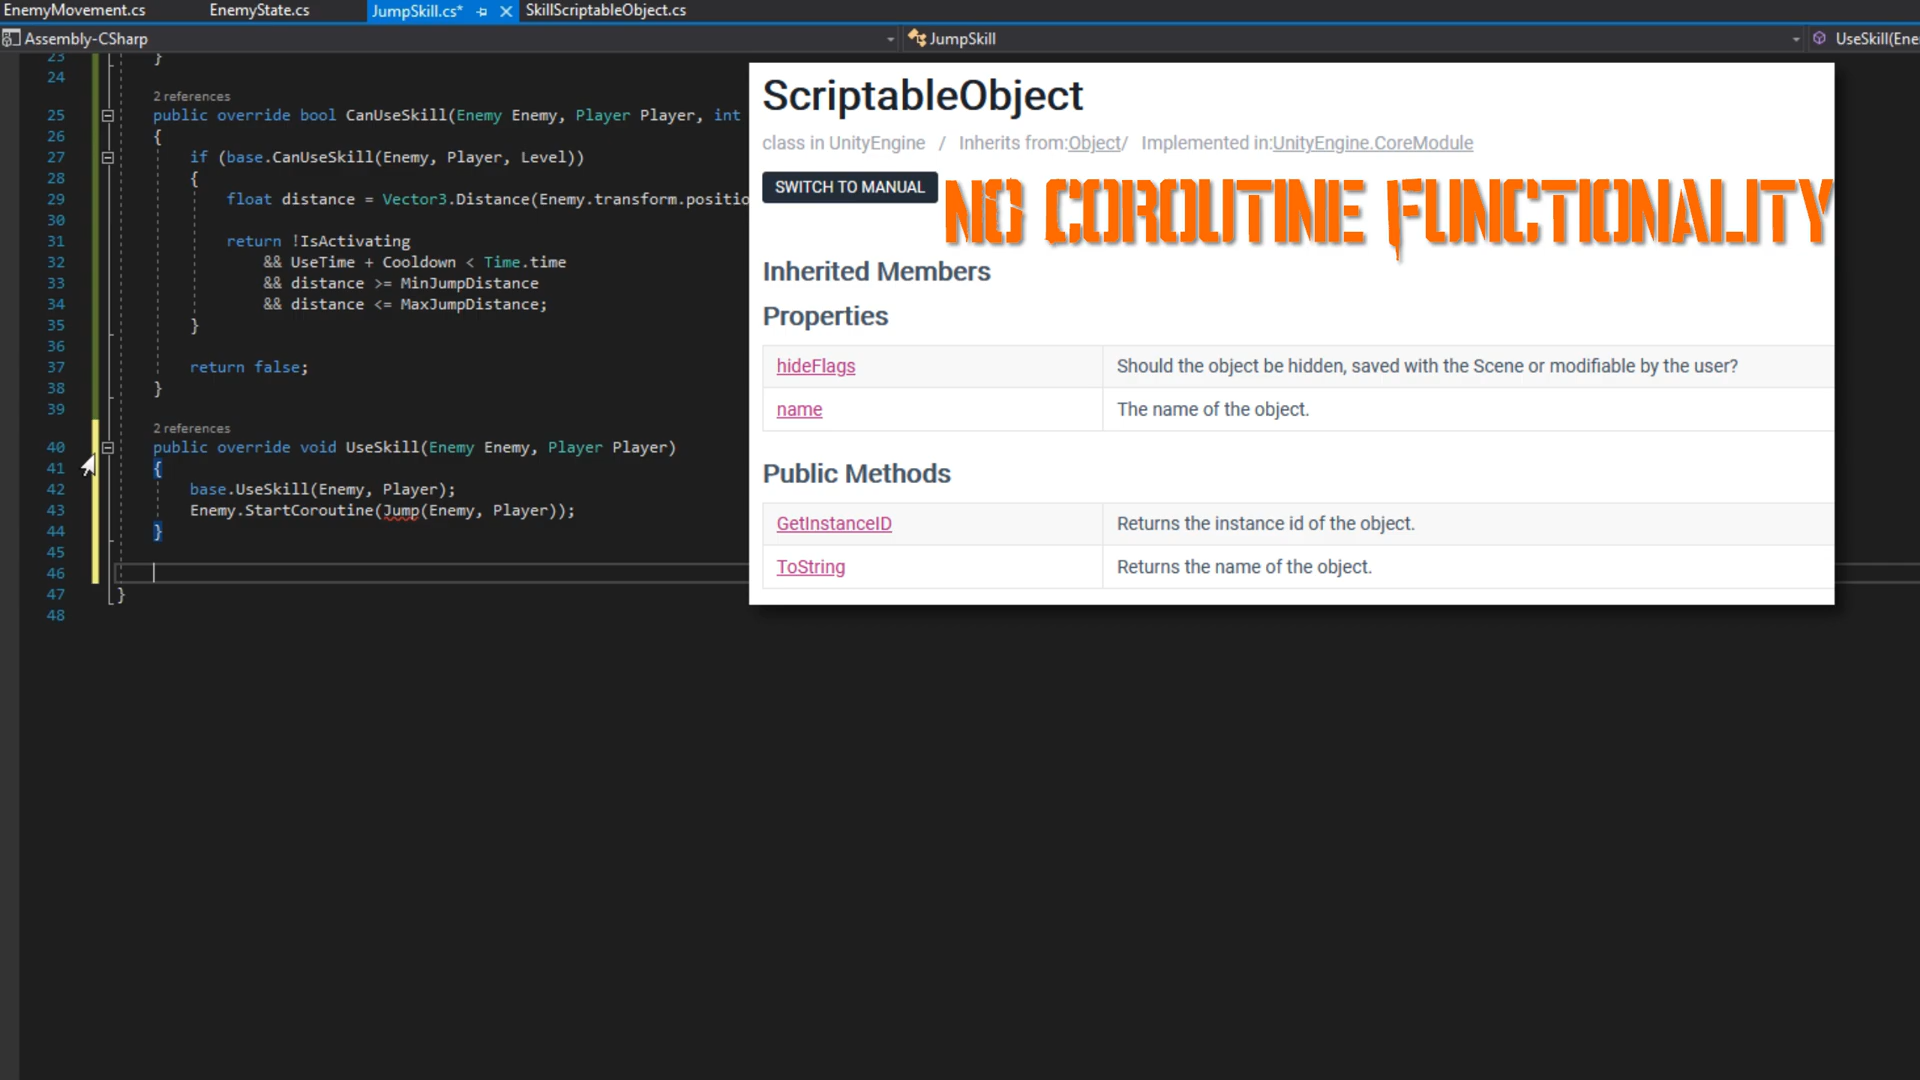 EnemyMovement.cs EnemyState.cs JumpSkill.cs* SkillScriptableObject.cs
Assembly-CSharp JumpSkill UseSkill(Ene
23 }
24
2 references
25 public override bool CanUseSkill(Enemy Enemy, Player Player, int
26 {
27 if (base.CanUseSkill(Enemy, Player, Level))
28 {
29 float distance = Vector3.Distance(Enemy.transform.positio
30
31 return !IsActivating
32 && UseTime + Cooldown < Time.time
33 && distance >= MinJumpDistance
34 && distance <= MaxJumpDistance;
35 }
36
37 return false;
38 }
39
2 references
40 public override void UseSkill(Enemy Enemy, Player Player)
41 {
42 base.UseSkill(Enemy, Player);
43 Enemy.StartCoroutine(Jump(Enemy, Player));
44 }
45
46
47 }
48
ScriptableObject
class in UnityEngine / Inherits from:Object/ Implemented in:UnityEngine.CoreModule
SWITCH TO MANUAL
No Coroutine Functionality
Inherited Members
Properties
hideFlags Should the object be hidden, saved with the Scene or modifiable by the user?
name The name of the object.
Public Methods
GetInstanceID Returns the instance id of the object.
ToString Returns the name of the object.